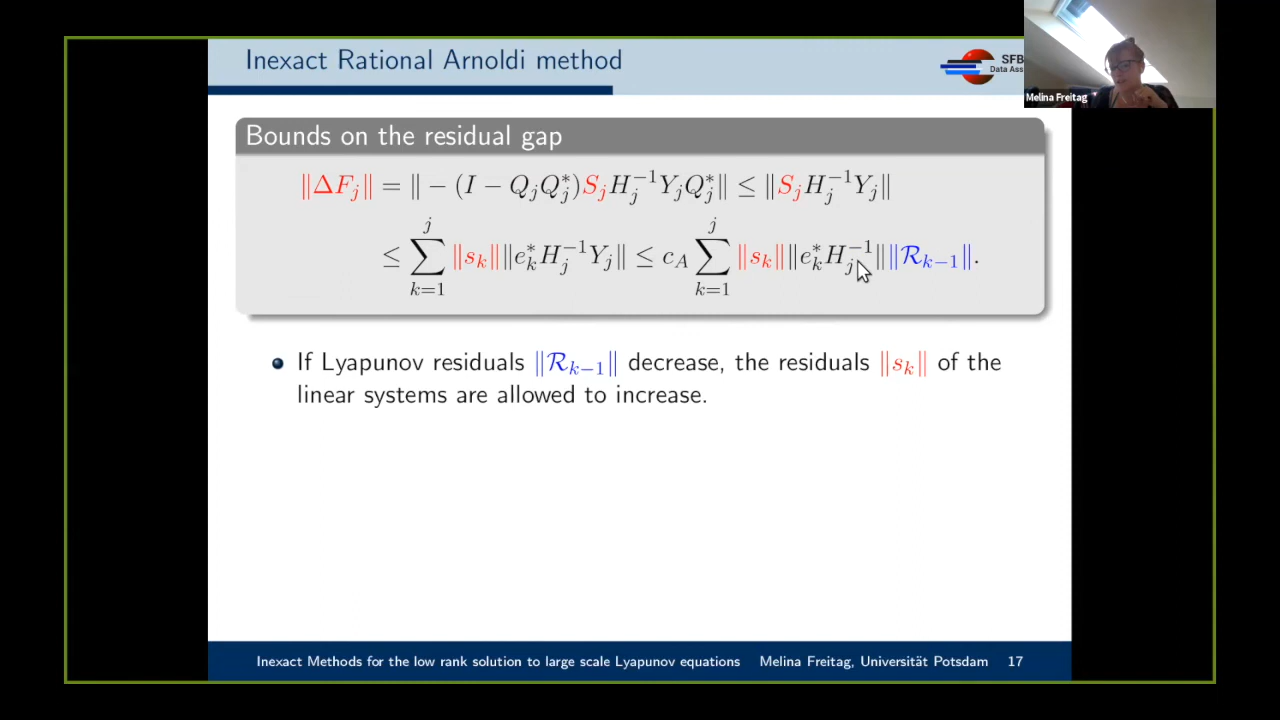 Inexact Rational Arnoldi method
SFB
Data Ass
Melina Freitag
Bounds on the residual gap
‖ΔF_j‖ = ‖ − (I − Q_jQ_j^*)S_jH_j^{−1}Y_jQ_j^*‖ ≤ ‖S_jH_j^{−1}Y_j‖
≤ ∑_{k=1}^{j} ‖s_k‖‖e_k^*H_j^{−1}Y_j‖ ≤ c_A ∑_{k=1}^{j} ‖s_k‖‖e_k^*H_j^{−1}‖‖ℛ_{k−1}‖.
If Lyapunov residuals ‖ℛ_{k−1}‖ decrease, the residuals ‖s_k‖ of the
linear systems are allowed to increase.
Inexact Methods for the low rank solution to large scale Lyapunov equations Melina Freitag, Universität Potsdam 17